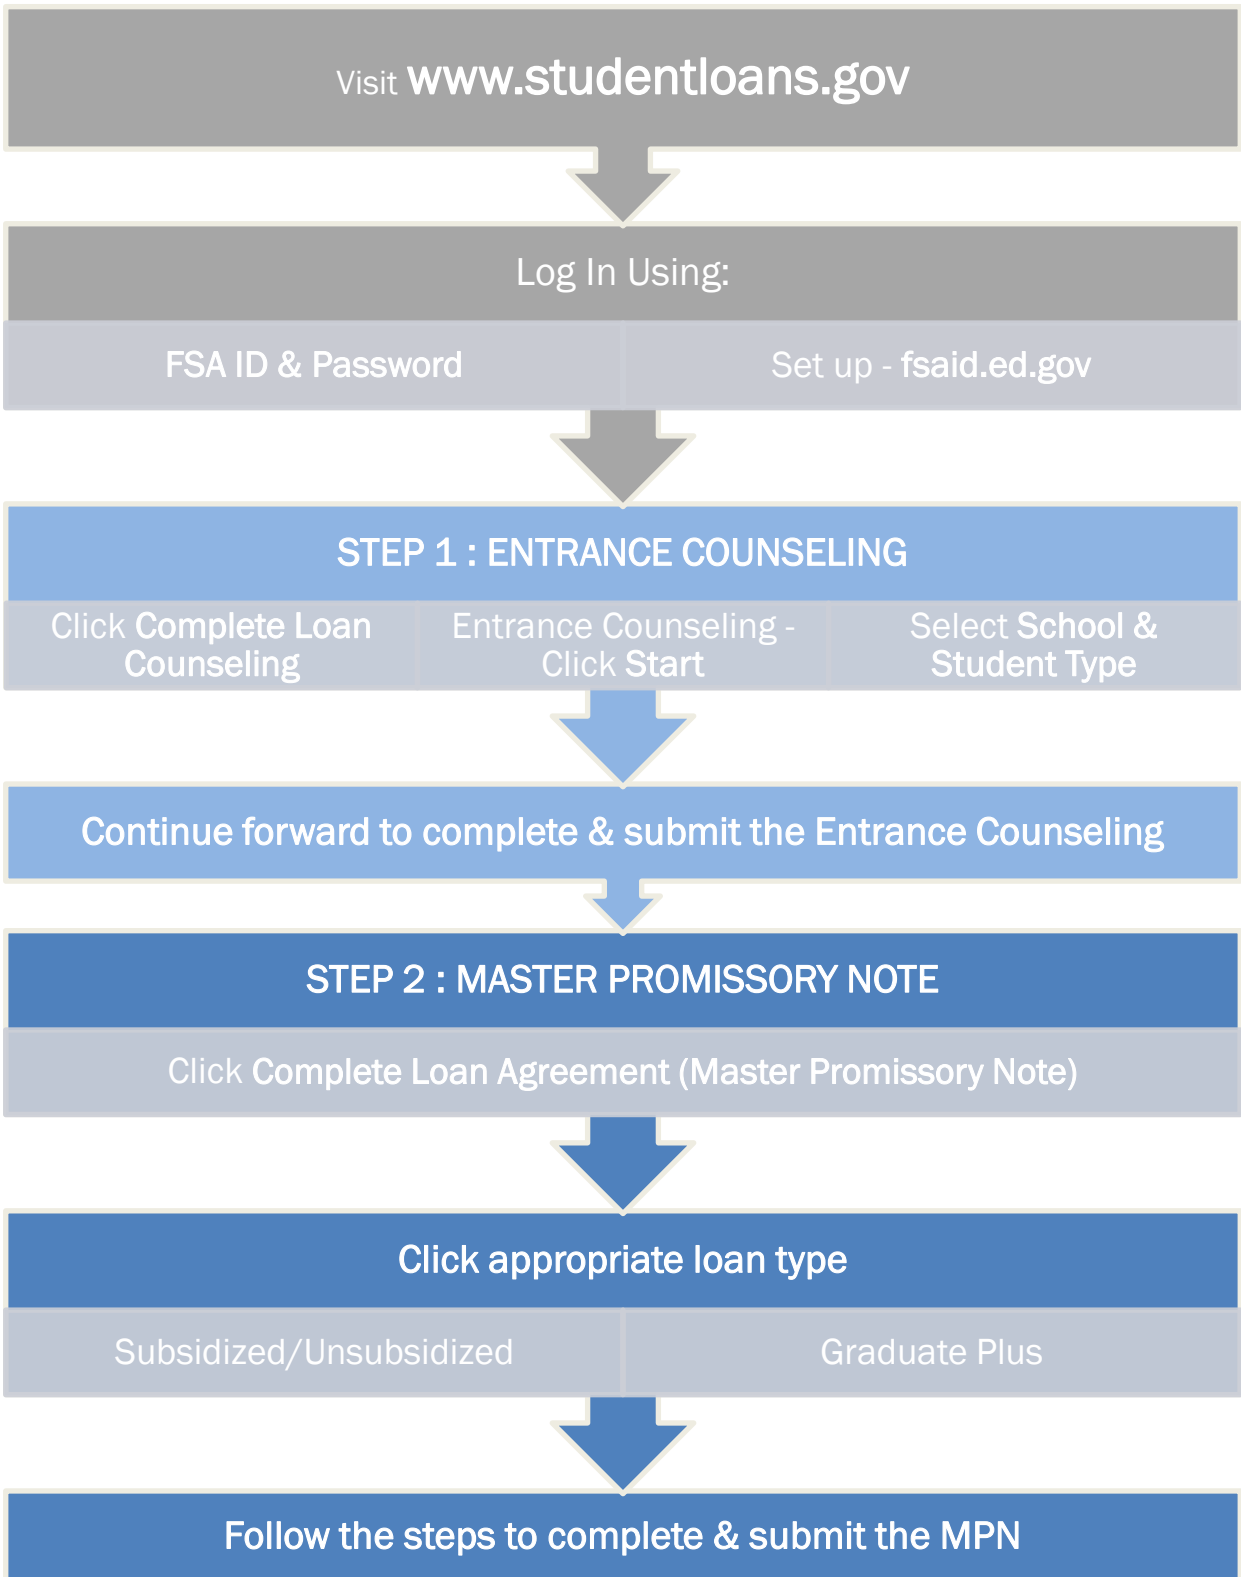 Visit www.studentloans.gov
Log In Using:
FSA ID & Password
Set up - fsaid.ed.gov
STEP 1 : ENTRANCE COUNSELING
Click Complete Loan
Counseling
Entrance Counseling -
Click Start
Select School &
Student Type
Continue forward to complete & submit the Entrance Counseling
STEP 2 : MASTER PROMISSORY NOTE
Click Complete Loan Agreement (Master Promissory Note)
Click appropriate loan type
Subsidized/Unsubsidized
Graduate Plus
Follow the steps to complete & submit the MPN